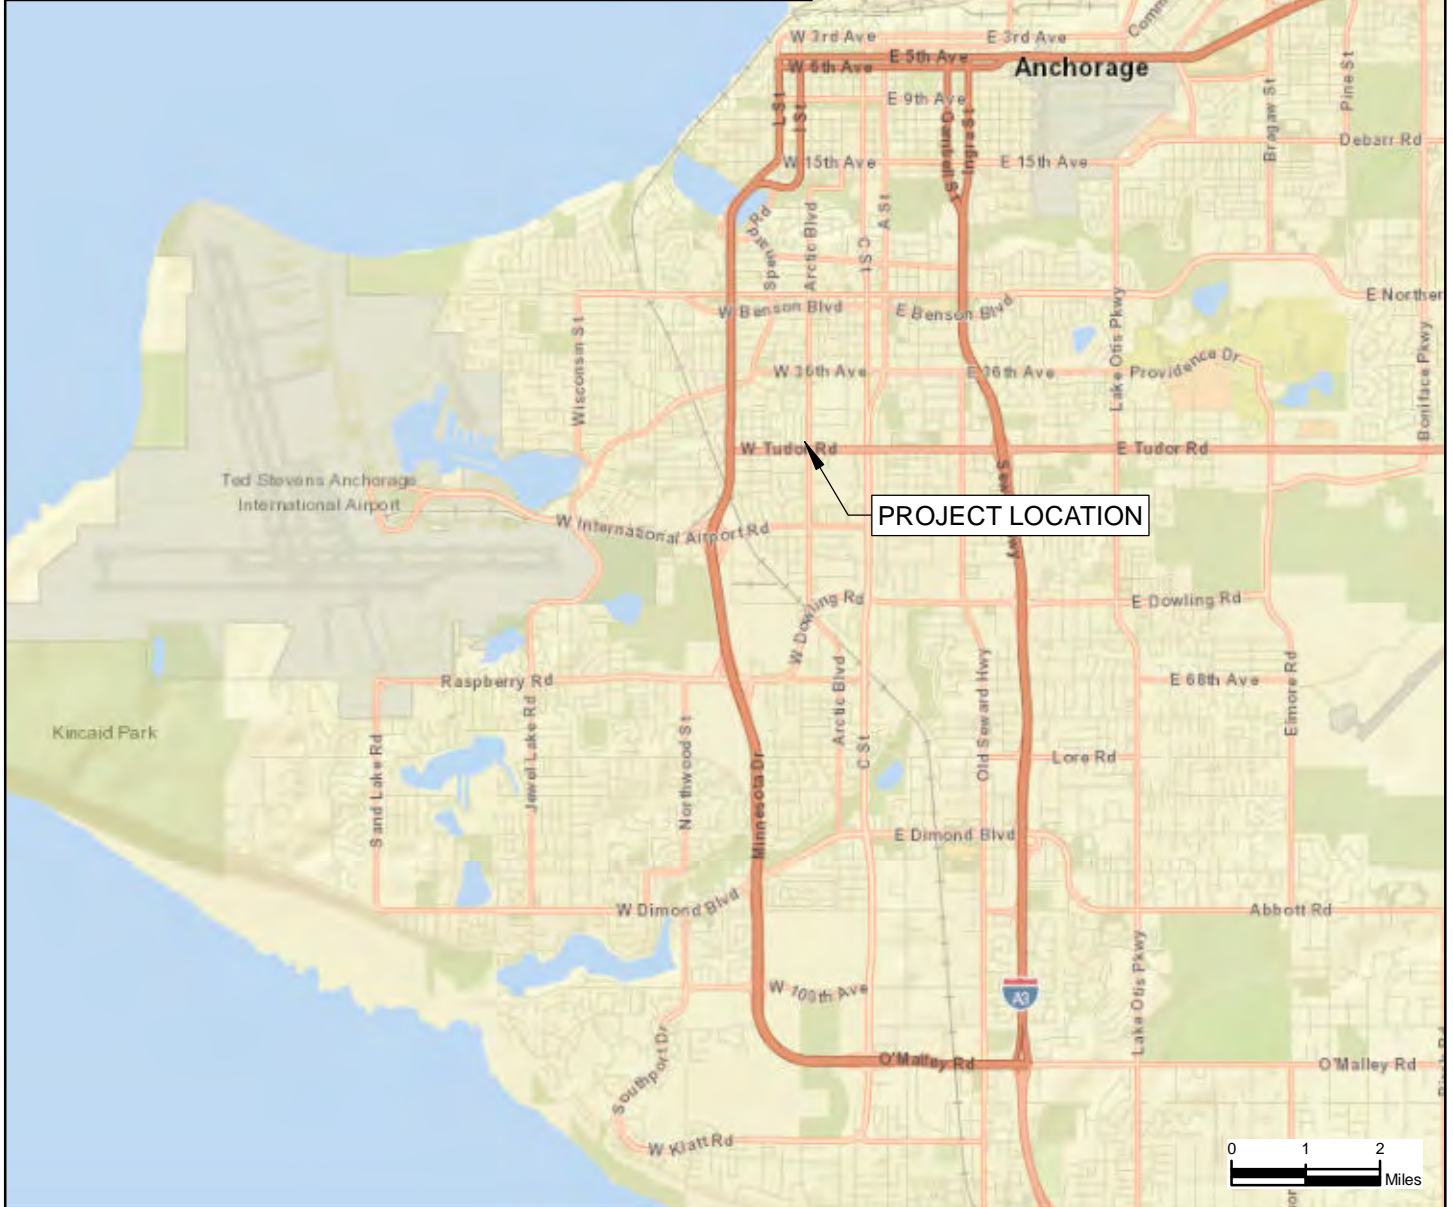 Comm
W 3rd Ave
E 3rd Ave
E 5th Ave
W 6th Ave
Anchorage
E 9th Ave
L St
I St
Gambell St
Ingra St
Bragaw St
Pine St
Debarr Rd
W 15th Ave
E 15th Ave
Spenard Rd
Arctic Blvd
C St
A St
E Norther
W Benson Blvd
E Benson Blvd
Wisconsin St
Lake Otis Pkwy
Boniface Pkwy
W 36th Ave
E 36th Ave
Providence Dr
W Tudor Rd
E Tudor Rd
Ted Stevens Anchorage
International Airport
W International Airport Rd
PROJECT LOCATION
W Dowling Rd
E Dowling Rd
Raspberry Rd
E 68th Ave
Elmore Rd
Kincaid Park
Sand Lake Rd
Jewel Lake Rd
Northwood St
Minnesota Dr
Arctic Blvd
C St
Old Seward Hwy
Lore Rd
E Dimond Blvd
W Dimond Blvd
Abbott Rd
W 100th Ave
A3
Lake Otis Pkwy
Southport Dr
O'Malley Rd
O'Malley Rd
W Klatt Rd
0 1 2
Miles